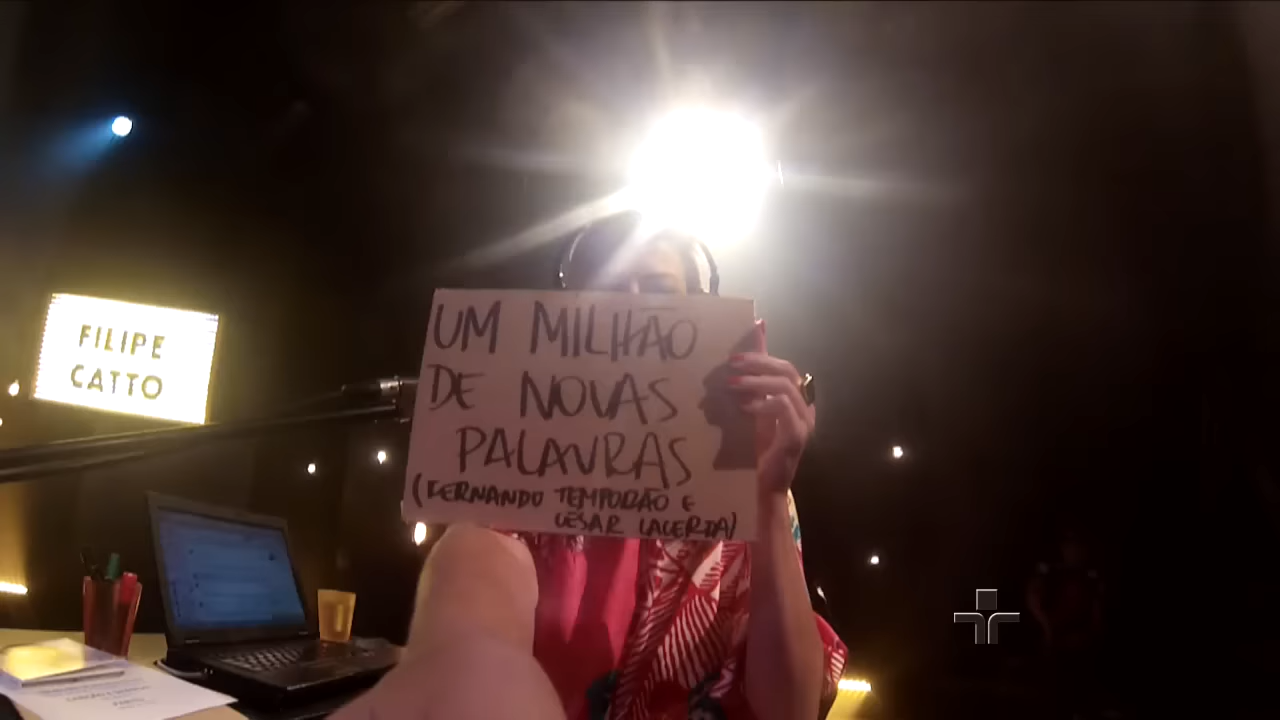 FILIPE
CATTO
UM MILHÃO
DE NOVAS
PALAVRAS
(FERNANDO TEMPORÃO E
CÉSAR LACERDA)